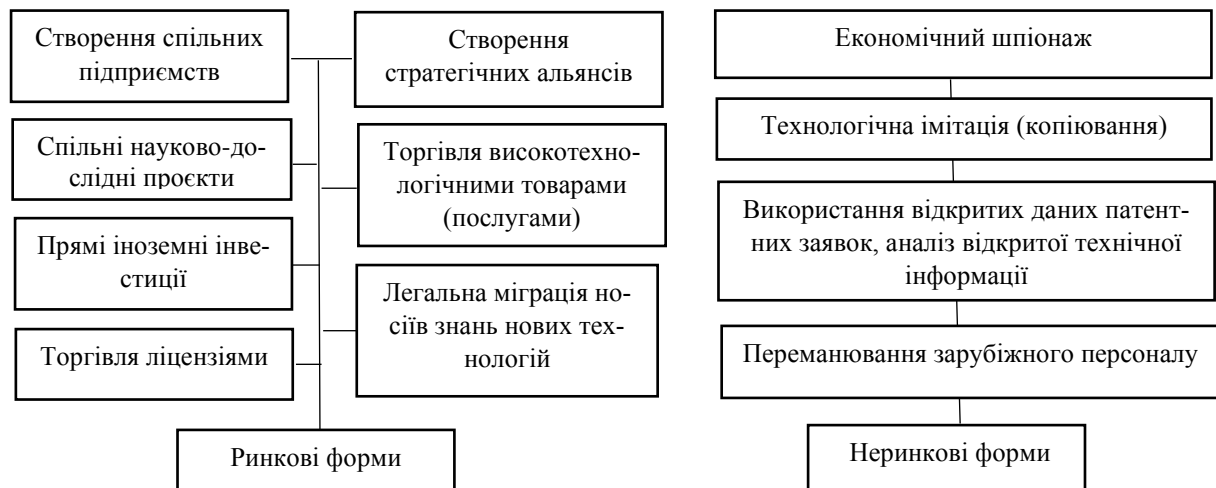 Створення спільних
підприємств
Спільні науково-до-
слідні проєкти
Прямі іноземні інве-
стиції
Торгівля ліцензіями
Створення
стратегічних альянсів
Торгівля високотехно-
логічними товарами
(послугами)
Легальна міграція но-
сіїв знань нових тех-
нологій
Ринкові форми
Економічний шпіонаж
Технологічна імітація (копіювання)
Використання відкритих даних патент-
них заявок, аналіз відкритої технічної
інформації
Переманювання зарубіжного персоналу
Неринкові форми